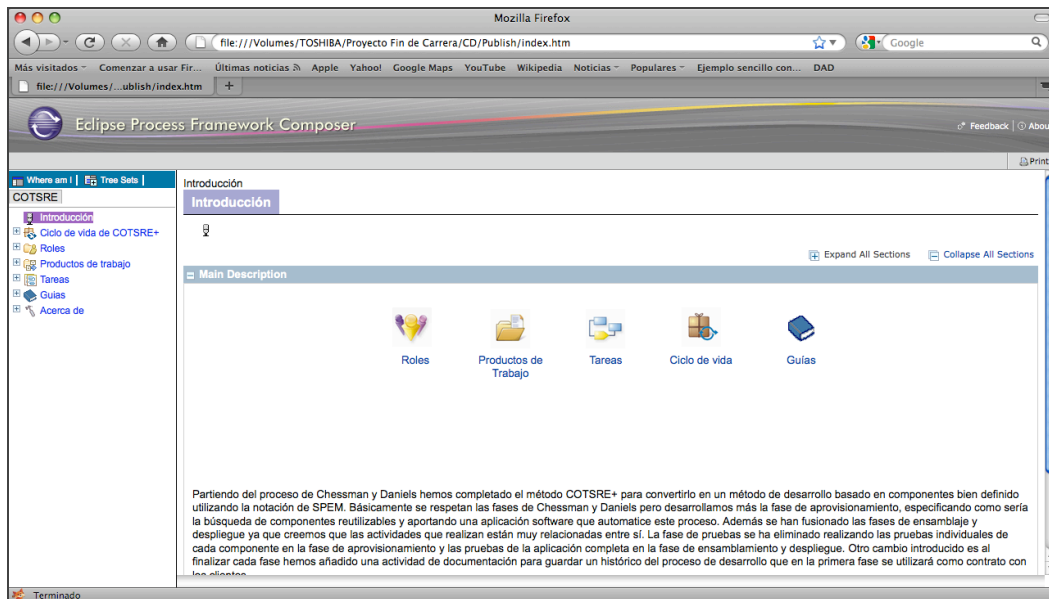 Mozilla Firefox
file:///Volumes/TOSHIBA/Proyecto Fin de Carrera/CD/Publish/index.htm
Google
Más visitados Comenzar a usar Fir... Últimas noticias Apple Yahoo! Google Maps YouTube Wikipedia Noticias Populares Ejemplo sencillo con... DAD
file:///Volumes/...ublish/index.htm +
Eclipse Process Framework Composer
Feedback | Abou
Print
Where am I | Tree Sets |
COTSRE
Introducción
Ciclo de vida de COTSRE+
Roles
Productos de trabajo
Tareas
Guias
Acerca de
Introducción
Introducción
Expand All Sections Collapse All Sections
Main Description
Roles
Productos de Trabajo
Tareas
Ciclo de vida
Guías
Partiendo del proceso de Chessman y Daniels hemos completado el método COTSRE+ para convertirlo en un método de desarrollo basado en componentes bien definido
utilizando la notación de SPEM. Básicamente se respetan las fases de Chessman y Daniels pero desarrollamos más la fase de aprovisionamiento, especificando como sería
la búsqueda de componentes reutilizables y aportando una aplicación software que automatice este proceso. Además se han fusionado las fases de ensamblaje y
despliegue ya que creemos que las actividades que realizan están muy relacionadas entre sí. La fase de pruebas se ha eliminado realizando las pruebas individuales de
cada componente en la fase de aprovisionamiento y las pruebas de la aplicación completa en la fase de ensamblamiento y despliegue. Otro cambio introducido es al
finalizar cada fase hemos añadido una actividad de documentación para guardar un histórico del proceso de desarrollo que en la primera fase se utilizará como contrato con
los clientes
Terminado